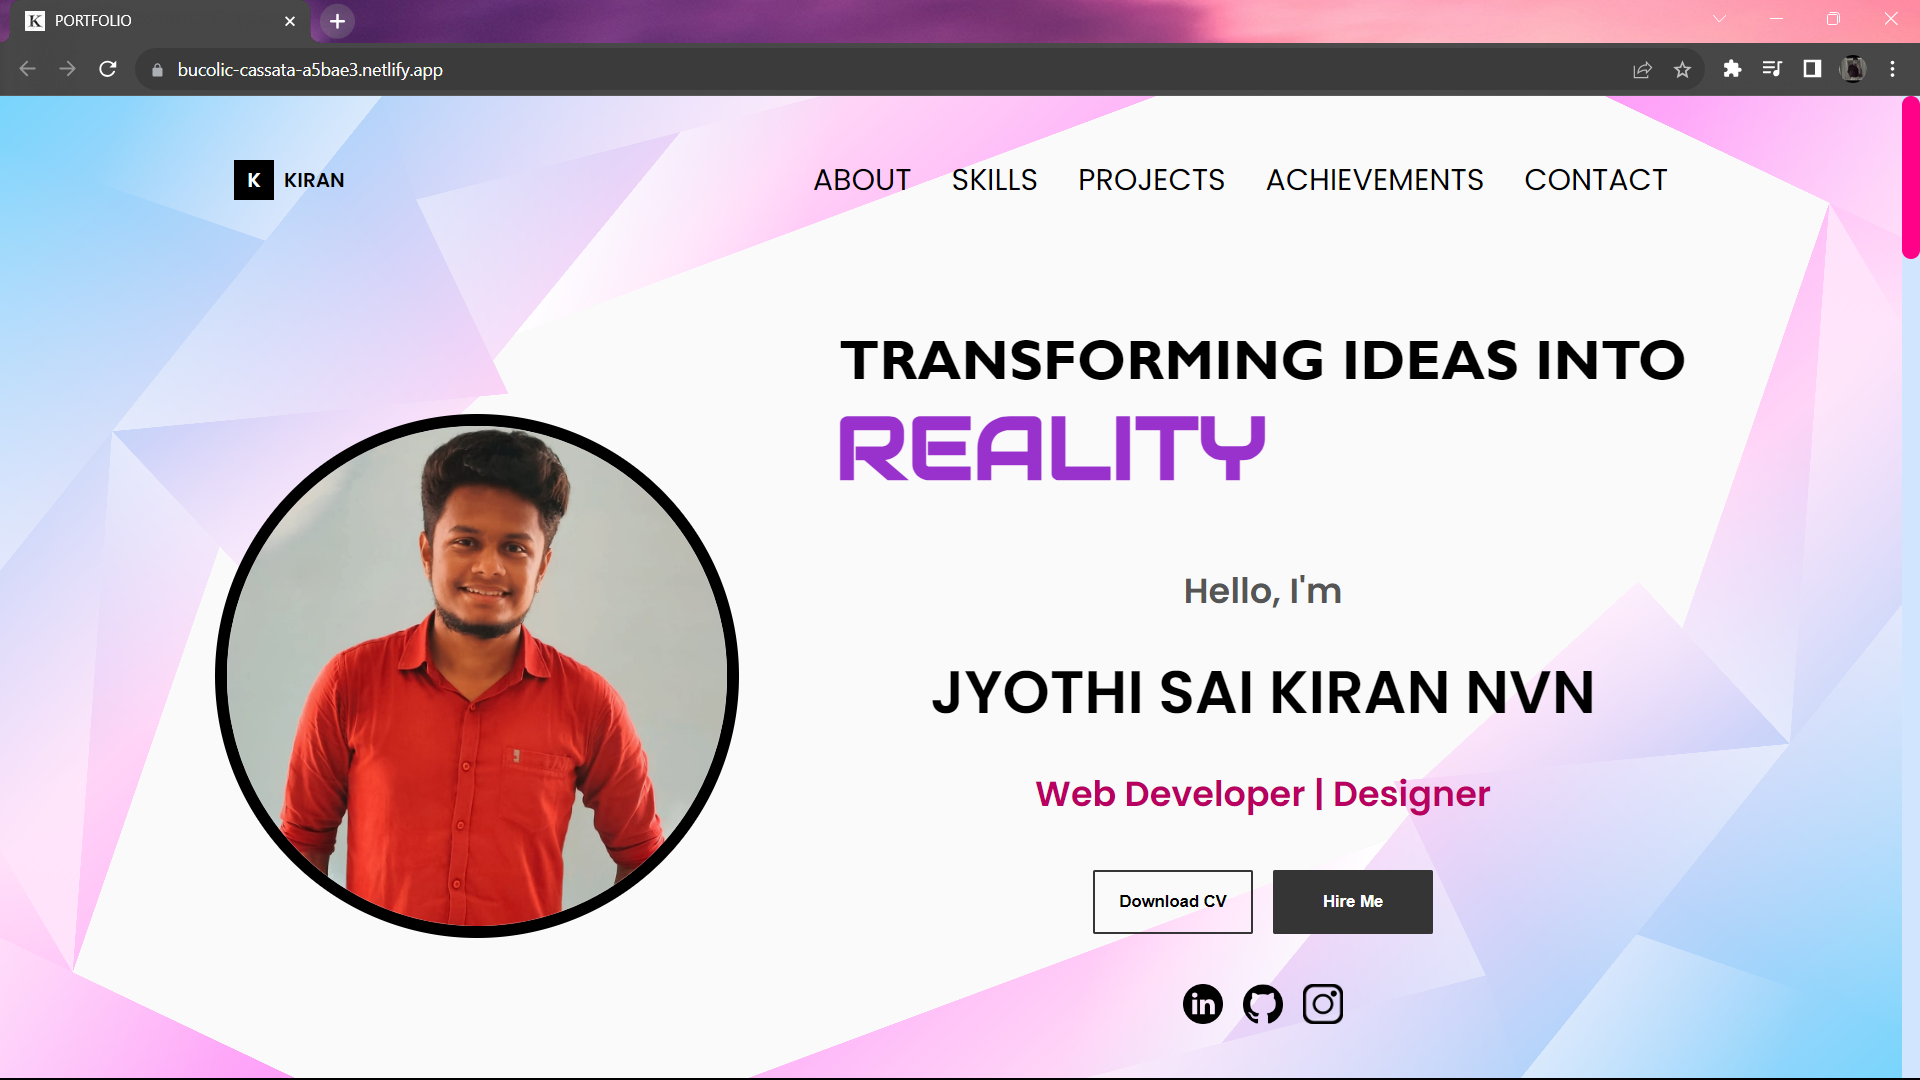 K PORTFOLIO
bucolic-cassata-a5bae3.netlify.app
K KIRAN
ABOUT SKILLS PROJECTS ACHIEVEMENTS CONTACT
TRANSFORMING IDEAS INTO
REALITY
Hello, I'm
JYOTHI SAI KIRAN NVN
Web Developer | Designer
Download CV Hire Me
in